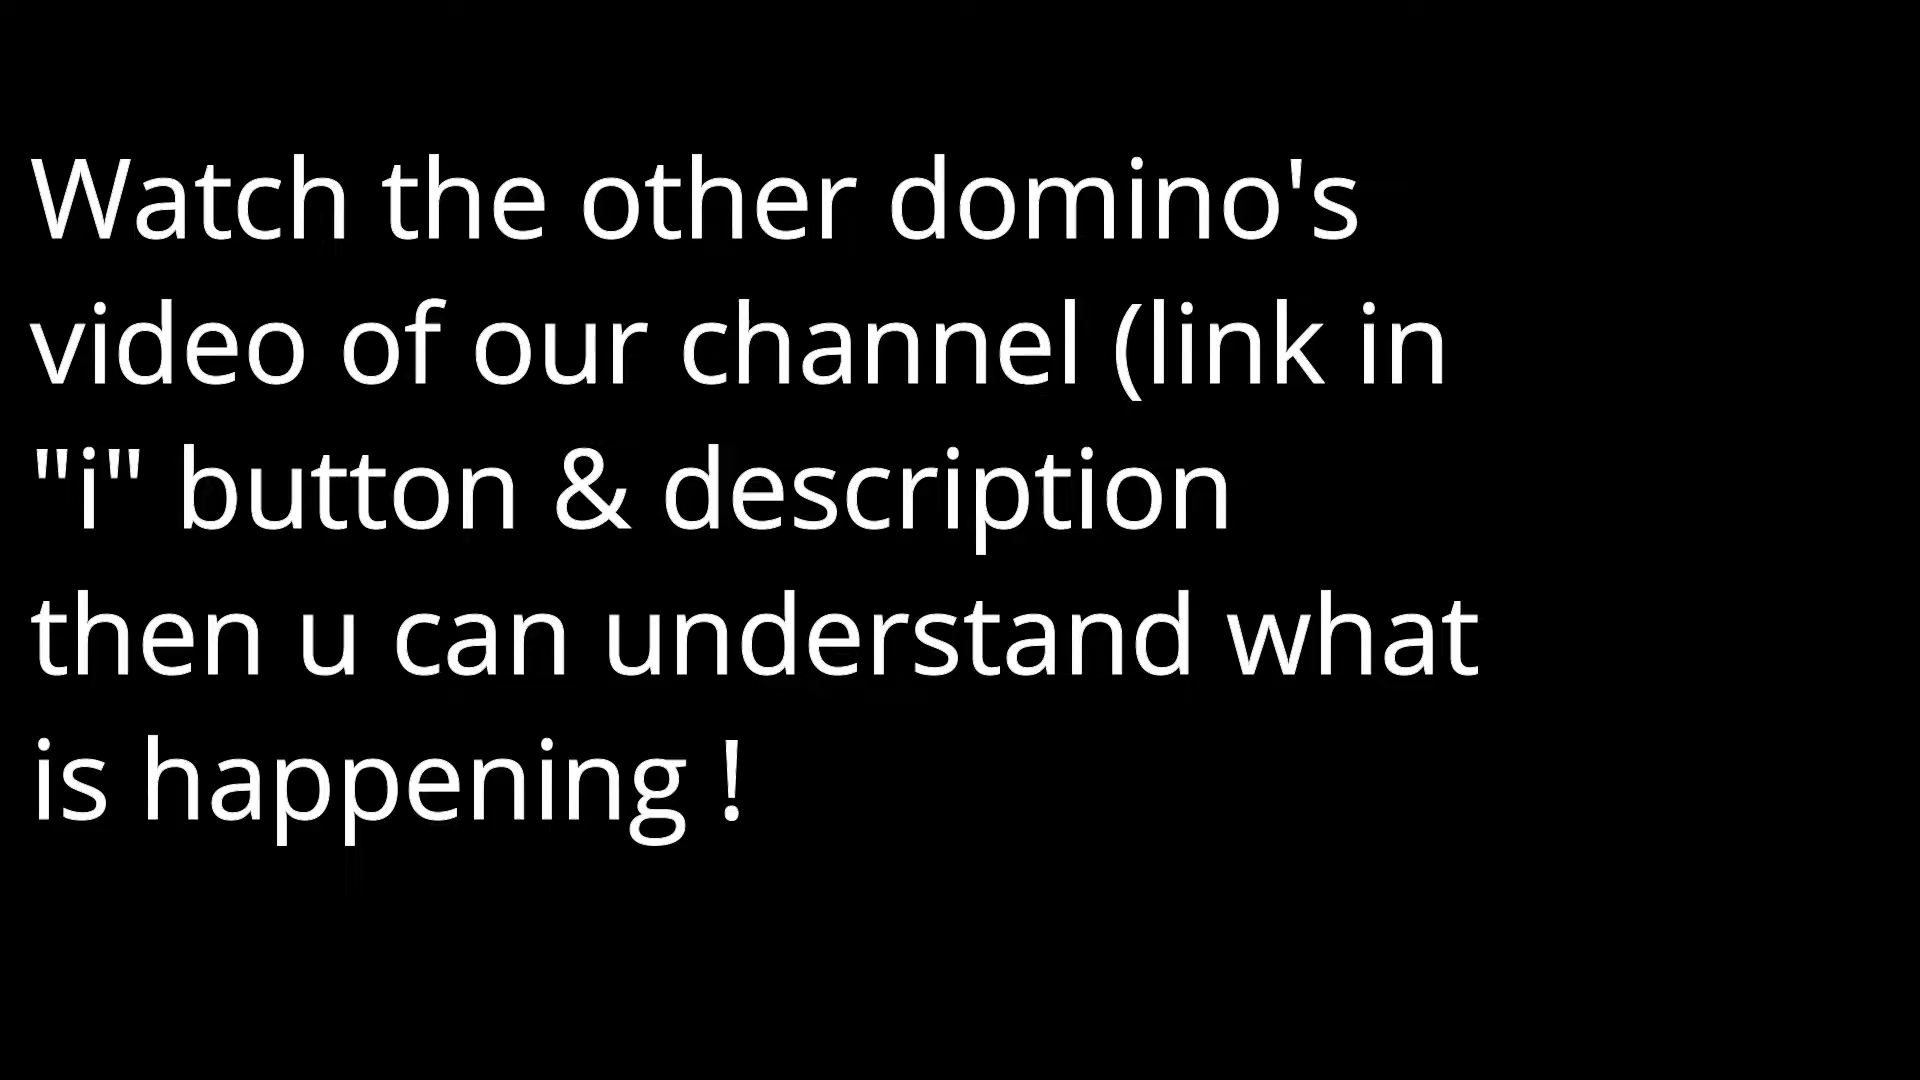 Watch the other domino's
video of our channel (link in
"i" button & description
then u can understand what
is happening !